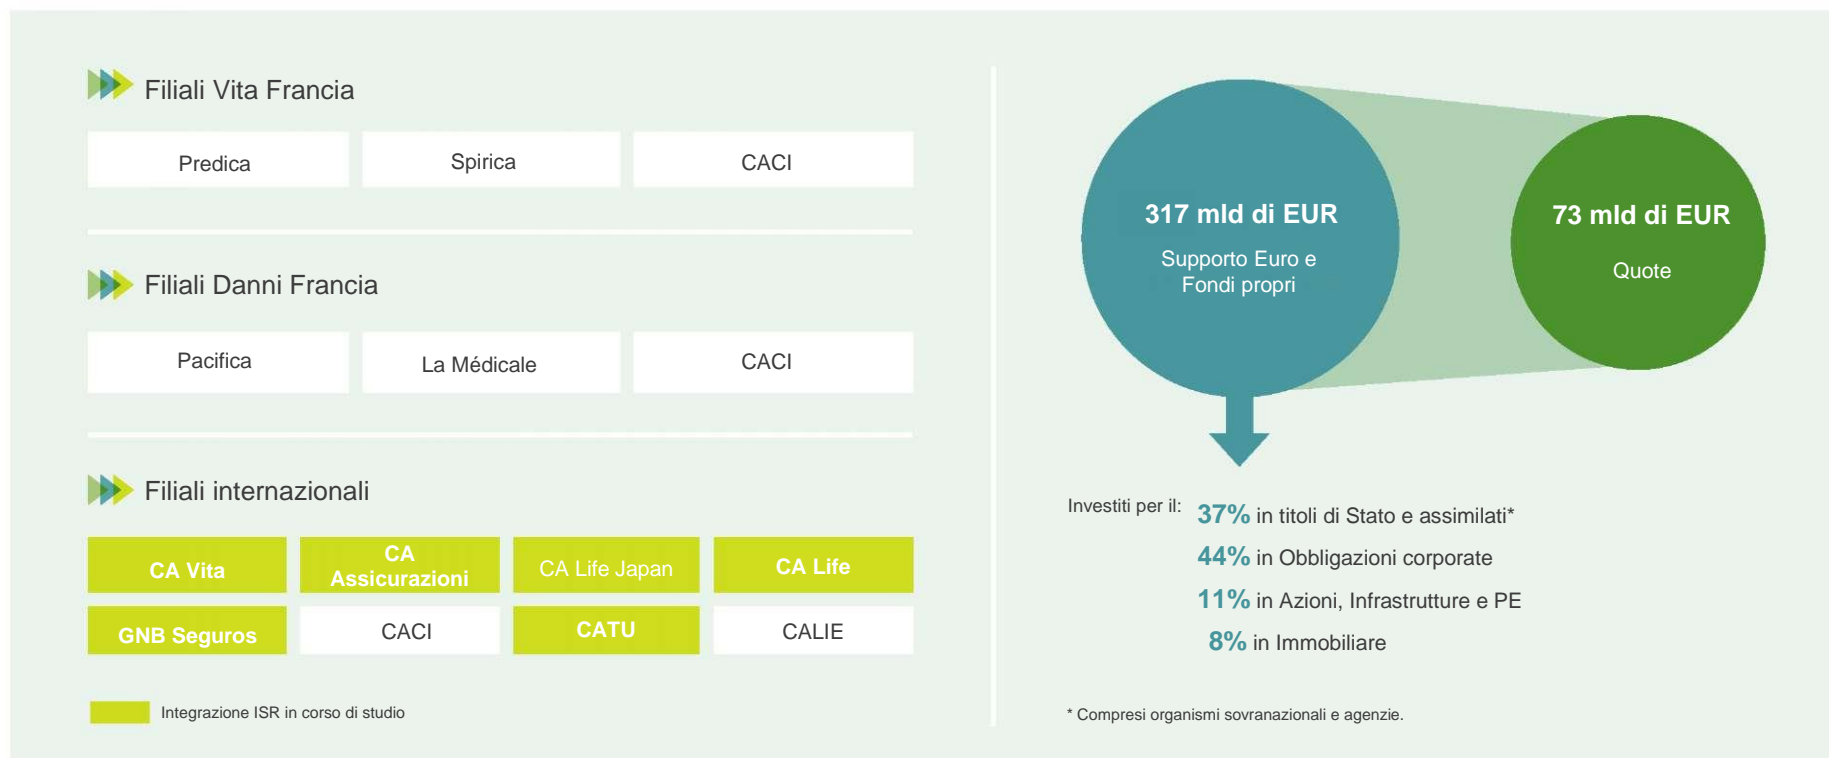 Filiali Vita Francia
Predica
Spirica
CACI
Filiali Danni Francia
Pacifica
La Médicale
CACI
Filiali internazionali
CA Vita
CA
Assicurazioni
CA Life Japan
CA Life
GNB Seguros
CACI
CATU
CALIE
Integrazione ISR in corso di studio
317 mld di EUR
Supporto Euro e
Fondi propri
73 mld di EUR
Quote
Investiti per il:
37% in titoli di Stato e assimilati*
44% in Obbligazioni corporate
11% in Azioni, Infrastrutture e PE
8% in Immobiliare
* Compresi organismi sovranazionali e agenzie.